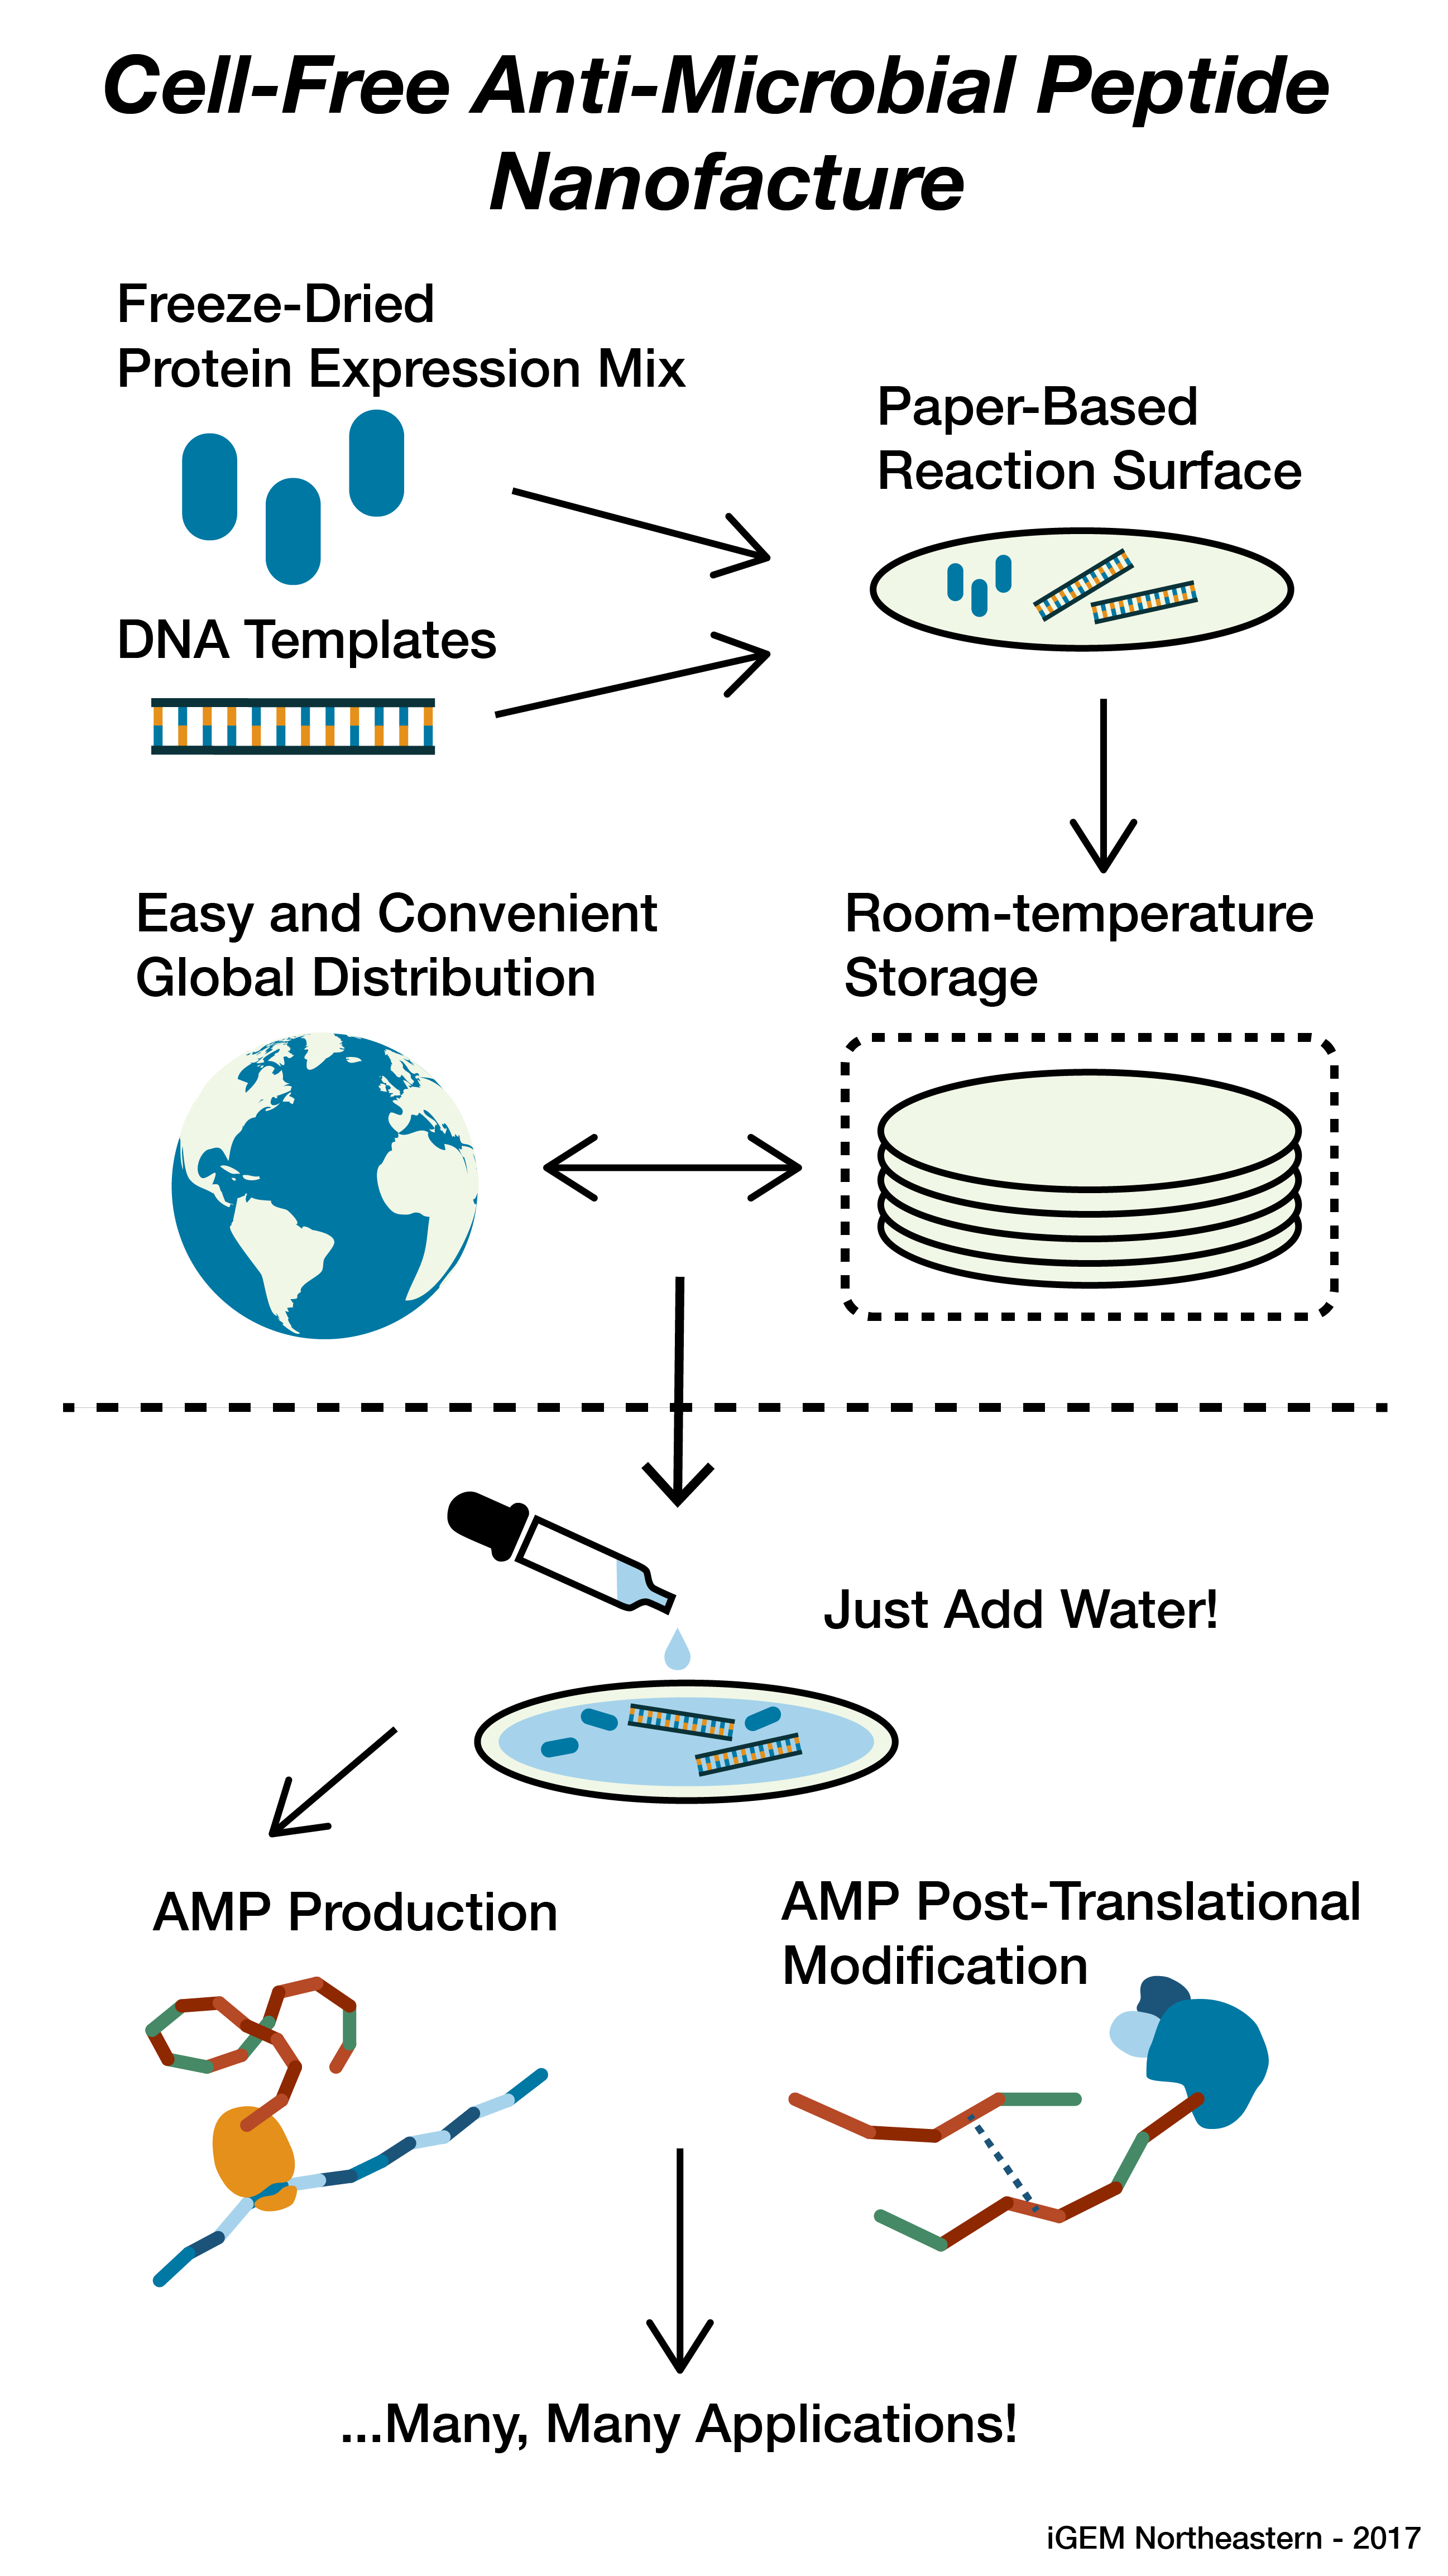 Cell-Free Anti-Microbial Peptide
Nanofacture
Freeze-Dried
Protein Expression Mix
Paper-Based
Reaction Surface
DNA Templates
Easy and Convenient
Global Distribution
Room-temperature
Storage
Just Add Water!
AMP Production
AMP Post-Translational
Modification
...Many, Many Applications!
iGEM Northeastern - 2017